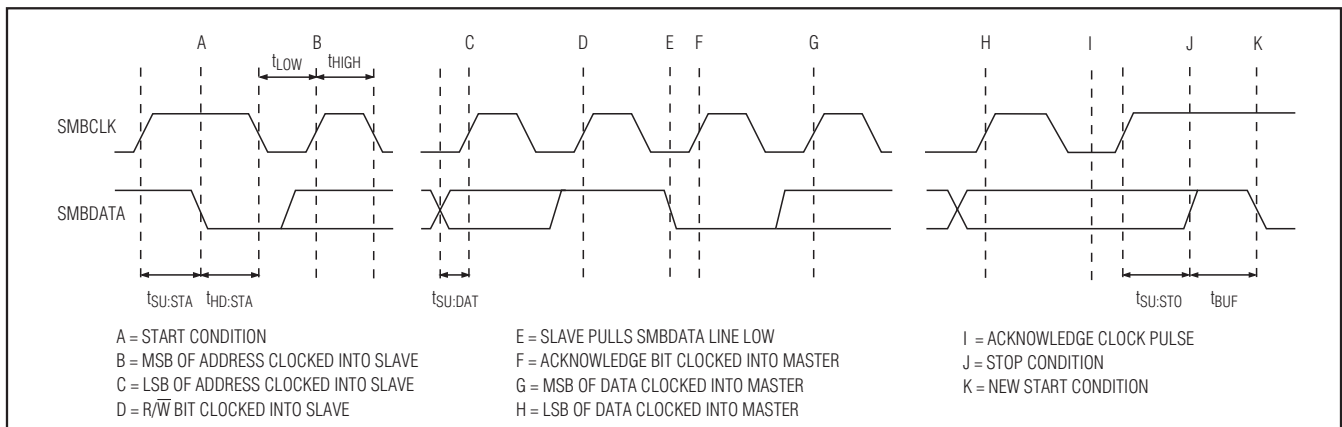 A B C D E F G H I J K
tLOW tHIGH
SMBCLK
SMBDATA
tSU:STA tHD:STA tSU:DAT tSU:STO tBUF
A = START CONDITION
B = MSB OF ADDRESS CLOCKED INTO SLAVE
C = LSB OF ADDRESS CLOCKED INTO SLAVE
D = R/W̅ BIT CLOCKED INTO SLAVE
E = SLAVE PULLS SMBDATA LINE LOW
F = ACKNOWLEDGE BIT CLOCKED INTO MASTER
G = MSB OF DATA CLOCKED INTO MASTER
H = LSB OF DATA CLOCKED INTO MASTER
I = ACKNOWLEDGE CLOCK PULSE
J = STOP CONDITION
K = NEW START CONDITION